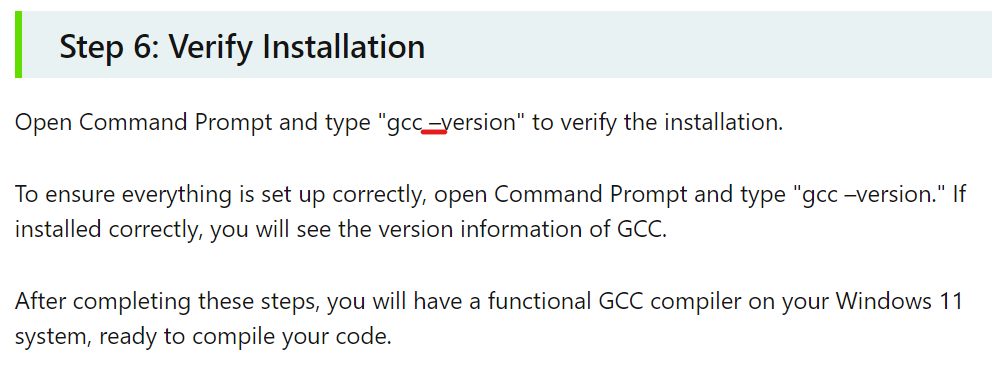 Step 6: Verify Installation
Open Command Prompt and type "gcc –version" to verify the installation.
To ensure everything is set up correctly, open Command Prompt and type "gcc –version." If
installed correctly, you will see the version information of GCC.
After completing these steps, you will have a functional GCC compiler on your Windows 11
system, ready to compile your code.